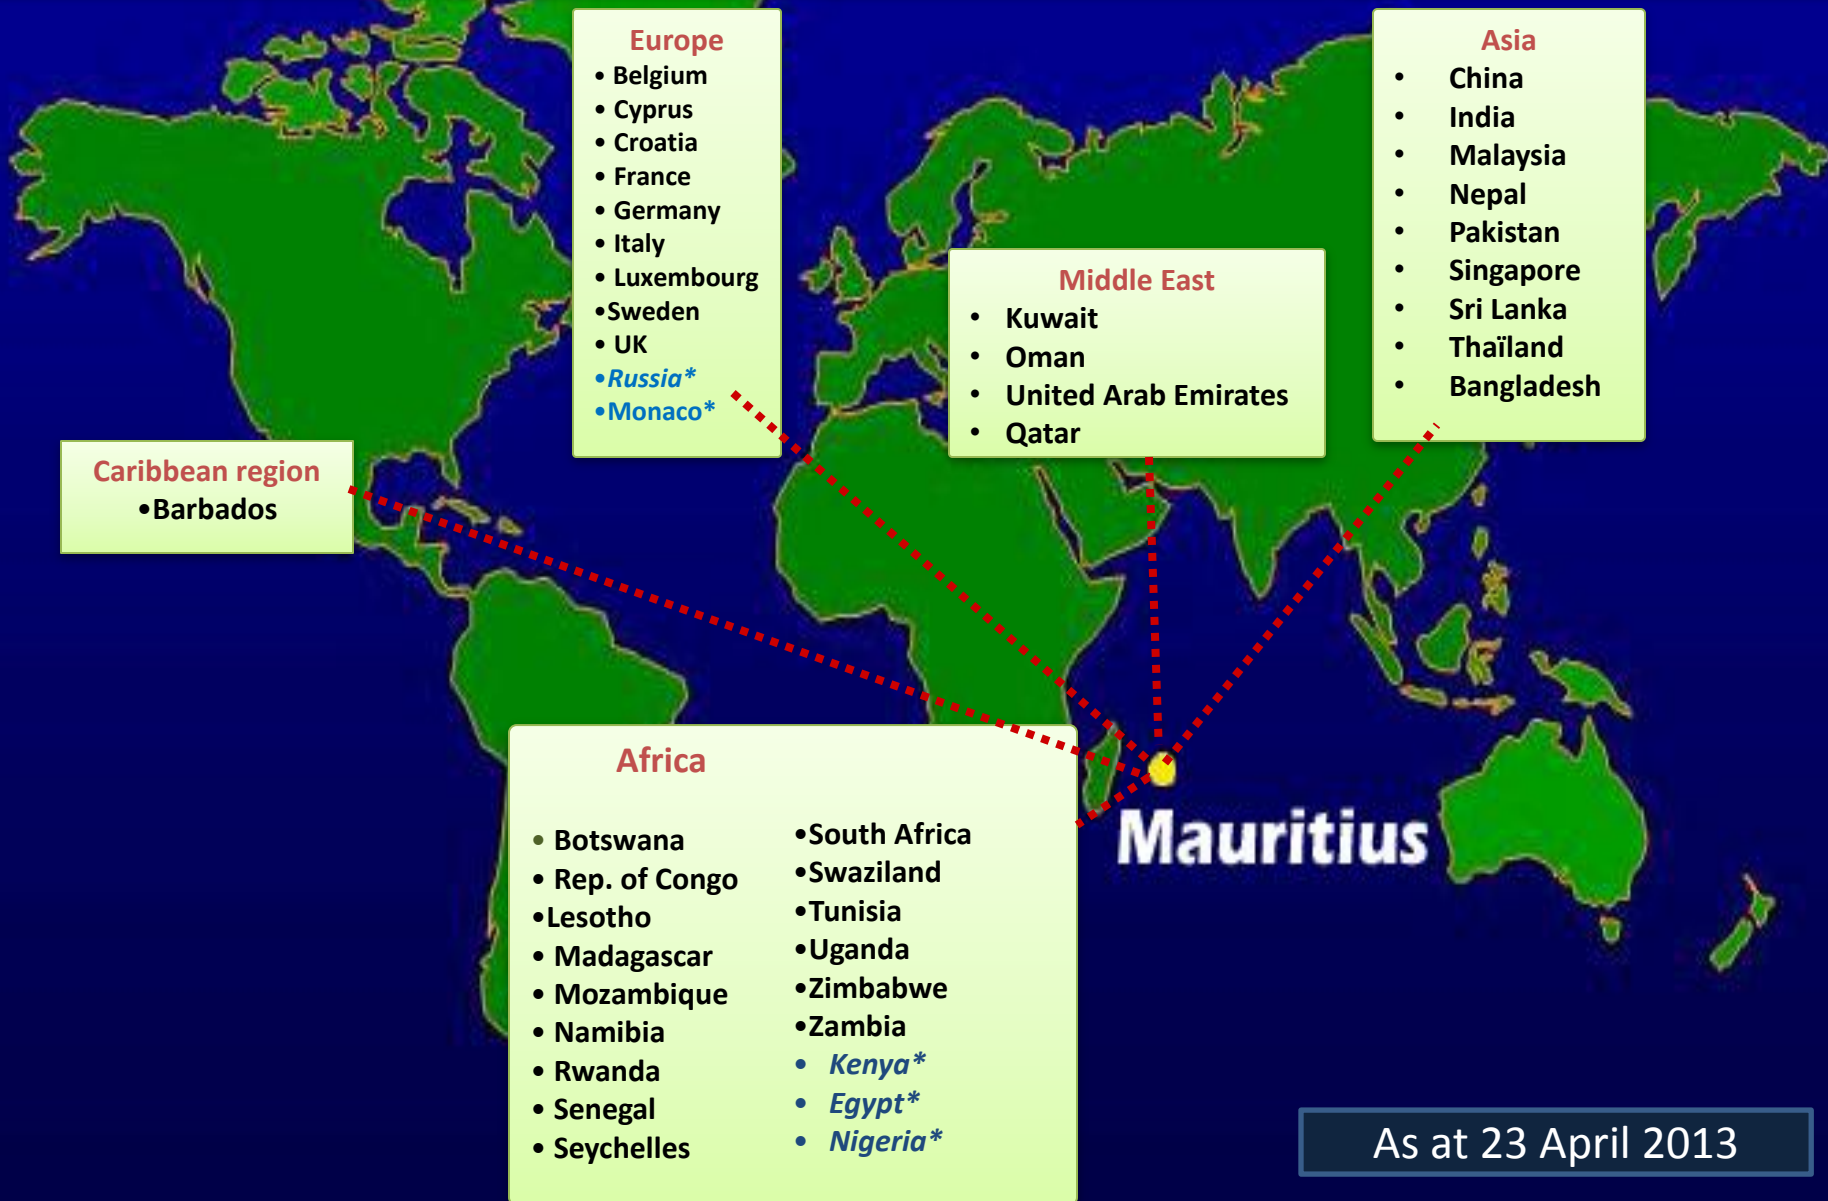 Europe
• Belgium
• Cyprus
• Croatia
• France
• Germany
• Italy
• Luxembourg
•Sweden
• UK
•Russia*
•Monaco*
Asia
• China
• India
• Malaysia
• Nepal
• Pakistan
• Singapore
• Sri Lanka
• Thaïland
• Bangladesh
Middle East
• Kuwait
• Oman
• United Arab Emirates
• Qatar
Caribbean region
•Barbados
Africa
• Botswana
• Rep. of Congo
•Lesotho
• Madagascar
• Mozambique
• Namibia
• Rwanda
• Senegal
• Seychelles
•South Africa
•Swaziland
•Tunisia
•Uganda
•Zimbabwe
•Zambia
• Kenya*
• Egypt*
• Nigeria*
Mauritius
As at 23 April 2013